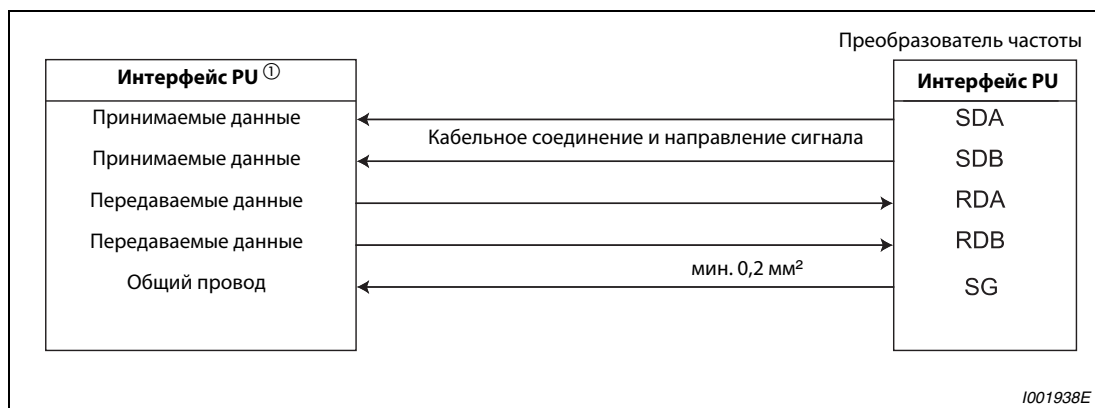 Преобразователь частоты
Интерфейс PU ①
Интерфейс PU
Принимаемые данные
SDA
Кабельное соединение и направление сигнала
Принимаемые данные
SDB
Передаваемые данные
RDA
Передаваемые данные
RDB
мин. 0,2 мм²
Общий провод
SG
I001938E